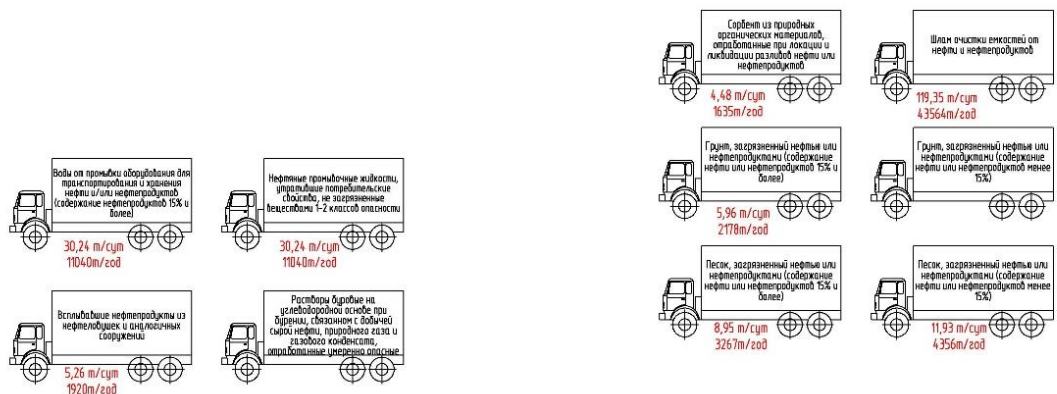 Воды от промывки оборудования для
транспортирования и хранения
нефти и/или нефтепродуктов
(содержание нефтепродуктов 15% и
более)
30,24 т/сут
11040т/год
Нефтяные промывочные жидкости,
утратившие потребительские
свойства, не загрязненные
веществами 1-2 классов опасности
30,24 т/сут
11040т/год
Всплывавшие нефтепродукты из
нефтеловушек и аналогичных
сооружений
5,26 т/сут
1920т/год
Растворы буровые на
углеводородной основе при
бурении, связанном с добычей
сырой нефти, природного газа и
газового конденсата,
отработанные умеренно опасные
Сорбент из природных
органических материалов,
отработанные при локации и
ликвидации разливов нефти или
нефтепродуктов
4,48 т/сут
1635т/год
Шлам очистки емкостей от
нефти и нефтепродуктов
119,35 т/сут
43564т/год
Грунт, загрязненный нефтью или
нефтепродуктами (содержание
нефти или нефтепродуктов 15% и
более)
5,96 т/сут
2178т/год
Грунт, загрязненный нефтью или
нефтепродуктами (содержание
нефти или нефтепродуктов менее
15%)
Песок, загрязненный нефтью или
нефтепродуктами (содержание
нефти или нефтепродуктов 15% и
более)
8,95 т/сут
3267т/год
Песок, загрязненный нефтью или
нефтепродуктами (содержание
нефти или нефтепродуктов менее
15%)
11,93 т/сут
4356т/год